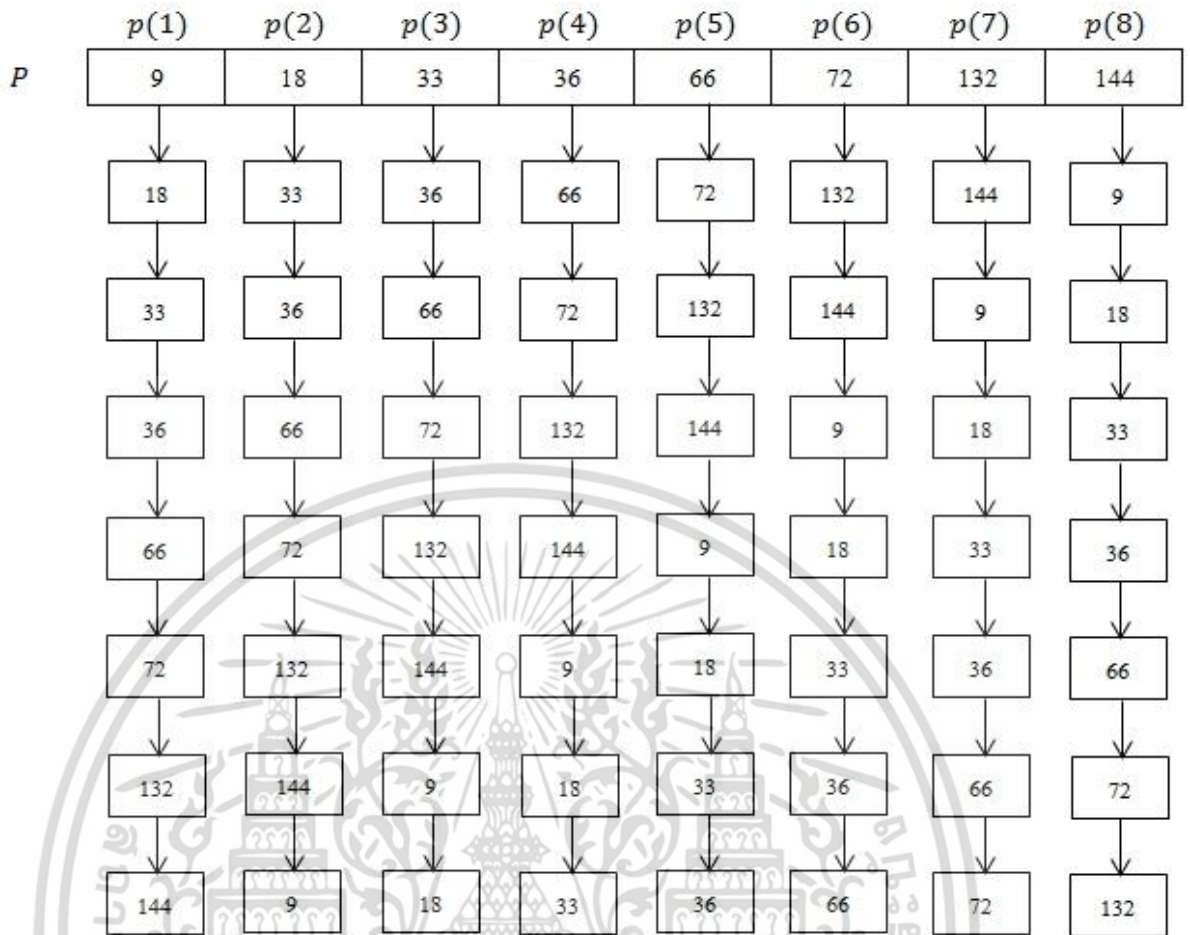 p(1) p(2) p(3) p(4) p(5) p(6) p(7) p(8)
P 9 18 33 36 66 72 132 144
18 33 36 66 72 132 144 9
33 36 66 72 132 144 9 18
36 66 72 132 144 9 18 33
66 72 132 144 9 18 33 36
72 132 144 9 18 33 36 66
132 144 9 18 33 36 66 72
144 9 18 33 36 66 72 132